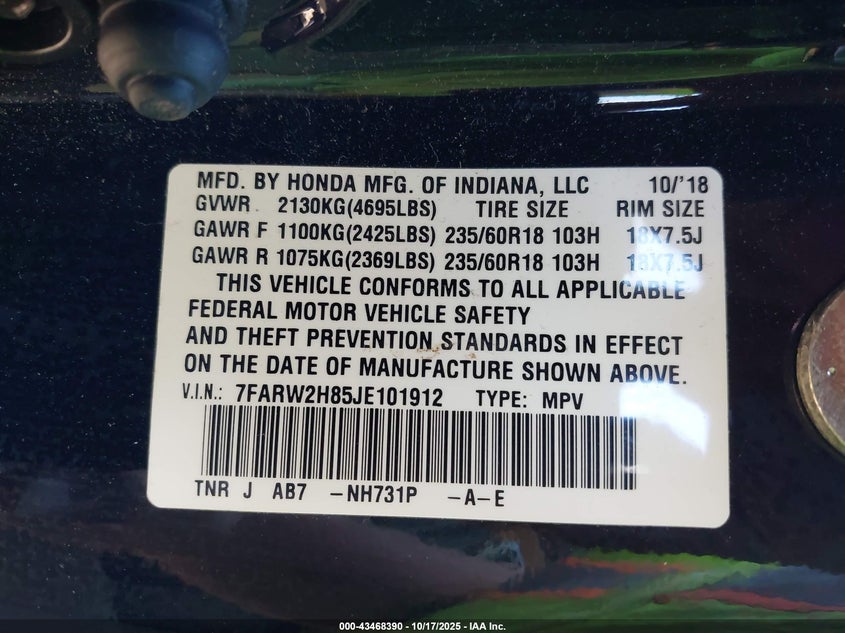 MFD. BY HONDA MFG. OF INDIANA, LLC 10/'18
GVWR 2130KG(4695LBS) TIRE SIZE RIM SIZE
GAWR F 1100KG(2425LBS) 235/60R18 103H 18X7.5J
GAWR R 1075KG(2369LBS) 235/60R18 103H 18X7.5J
THIS VEHICLE CONFORMS TO ALL APPLICABLE
FEDERAL MOTOR VEHICLE SAFETY
AND THEFT PREVENTION STANDARDS IN EFFECT
ON THE DATE OF MANUFACTURE SHOWN ABOVE.
V.I.N.: 7FARW2H85JE101912 TYPE: MPV
TNR J AB7 -NH731P -A-E
000-43468390 - 10/17/2025 - IAA Inc.